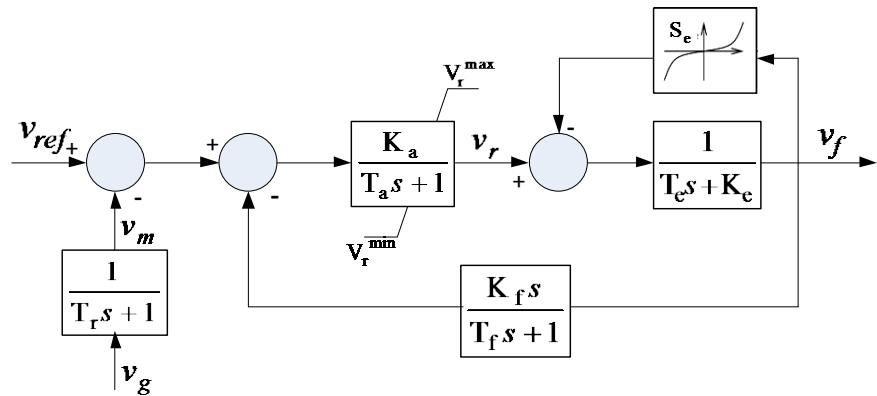 S_e
V_r^max
v_ref
+
-
+
-
K_a
T_a s + 1
v_r
+
-
1
T_e s + K_e
v_f
V_r^min
v_m
1
T_r s + 1
K_f s
T_f s + 1
v_g